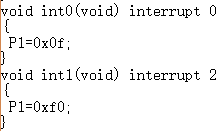 void int0(void) interrupt 0
{
P1=0x0f;
}
void int1(void) interrupt 2
{
P1=0xf0;
}